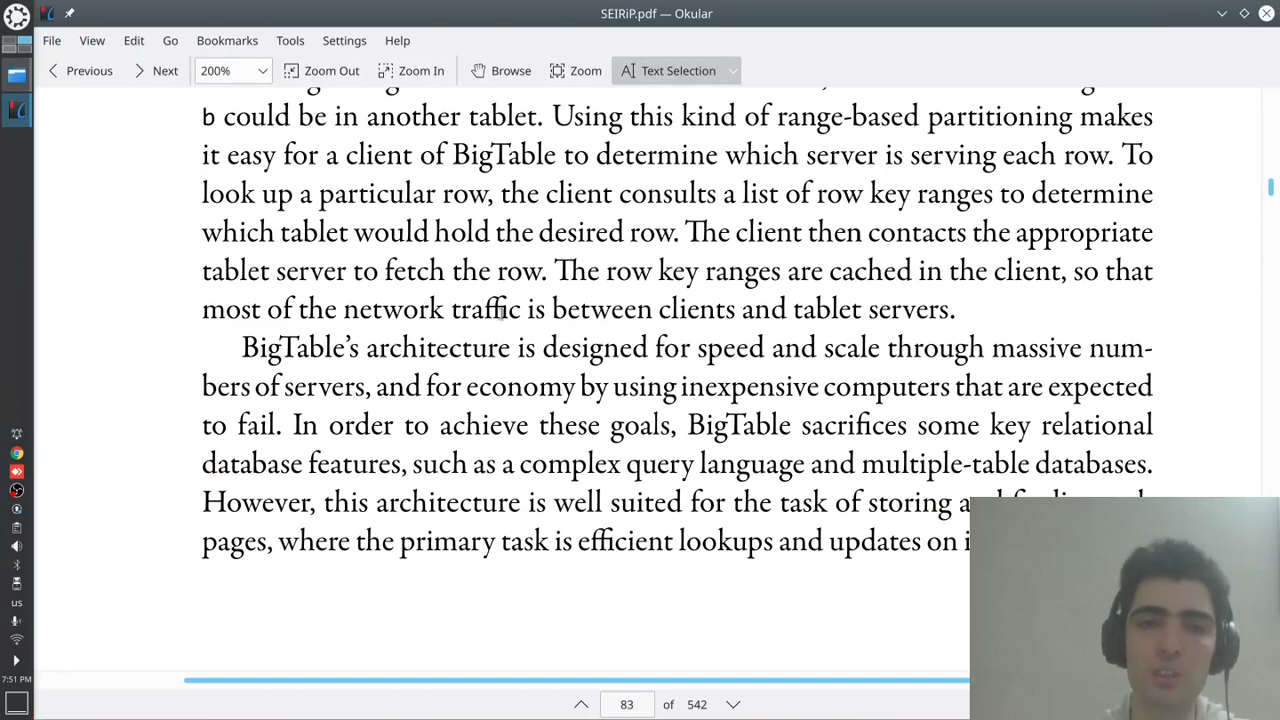 SEIRiP.pdf — Okular
File View Edit Go Bookmarks Tools Settings Help
Previous Next 200% Zoom Out Zoom In Browse Zoom Text Selection
b could be in another tablet. Using this kind of range-based partitioning makes
it easy for a client of BigTable to determine which server is serving each row. To
look up a particular row, the client consults a list of row key ranges to determine
which tablet would hold the desired row. The client then contacts the appropriate
tablet server to fetch the row. The row key ranges are cached in the client, so that
most of the network traffic is between clients and tablet servers.
BigTable's architecture is designed for speed and scale through massive num-
bers of servers, and for economy by using inexpensive computers that are expected
to fail. In order to achieve these goals, BigTable sacrifices some key relational
database features, such as a complex query language and multiple-table databases.
However, this architecture is well suited for the task of storing
pages, where the primary task is efficient lookups and updates on
us
7:51 PM
83 of 542